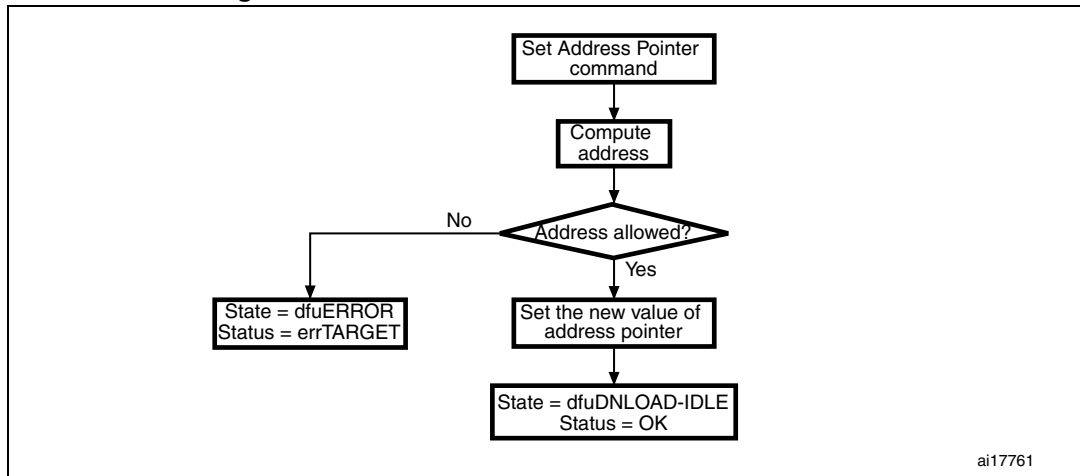 Set Address Pointer
command
Compute
address
Address allowed?
No
Yes
State = dfuERROR
Status = errTARGET
Set the new value of
address pointer
State = dfuDNLOAD-IDLE
Status = OK
ai17761